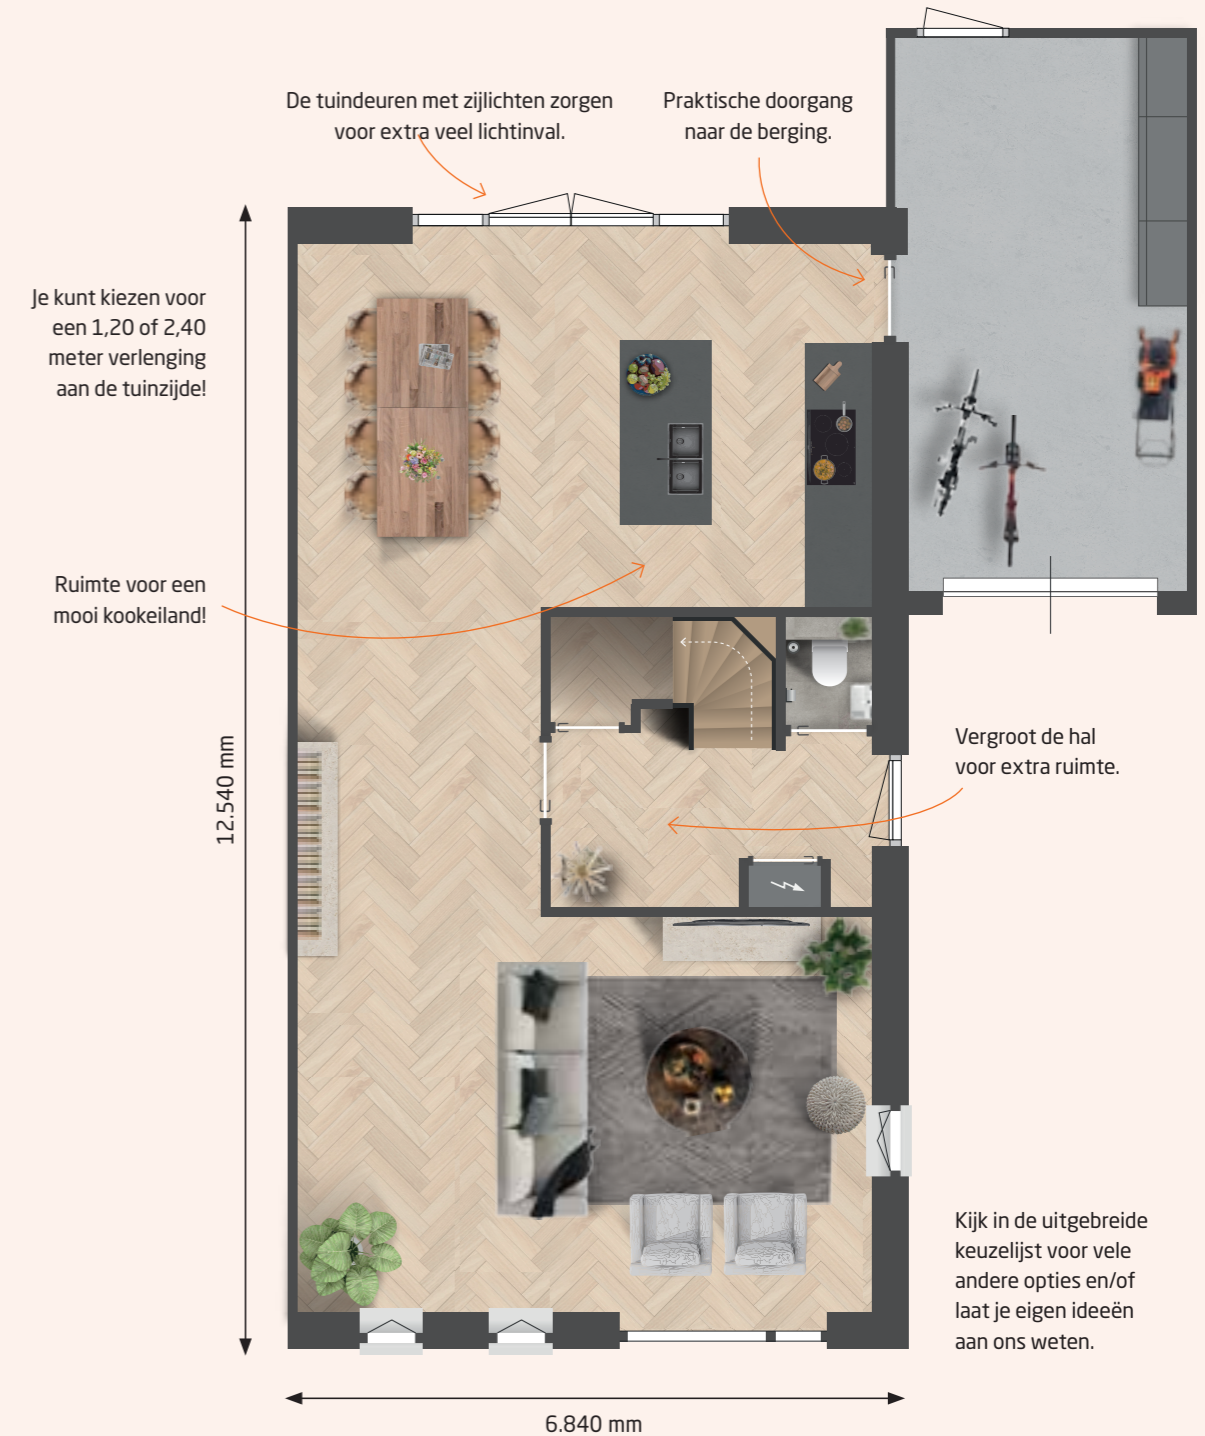 De tuindeuren met zijlichten zorgen
voor extra veel lichtinval.
Praktische doorgang
naar de berging.
Je kunt kiezen voor
een 1,20 of 2,40
meter verlenging
aan de tuinzijde!
Ruimte voor een
mooi kookeiland!
12.540 mm
Vergroot de hal
voor extra ruimte.
Kijk in de uitgebreide
keuzelijst voor vele
andere opties en/of
laat je eigen ideeën
aan ons weten.
6.840 mm